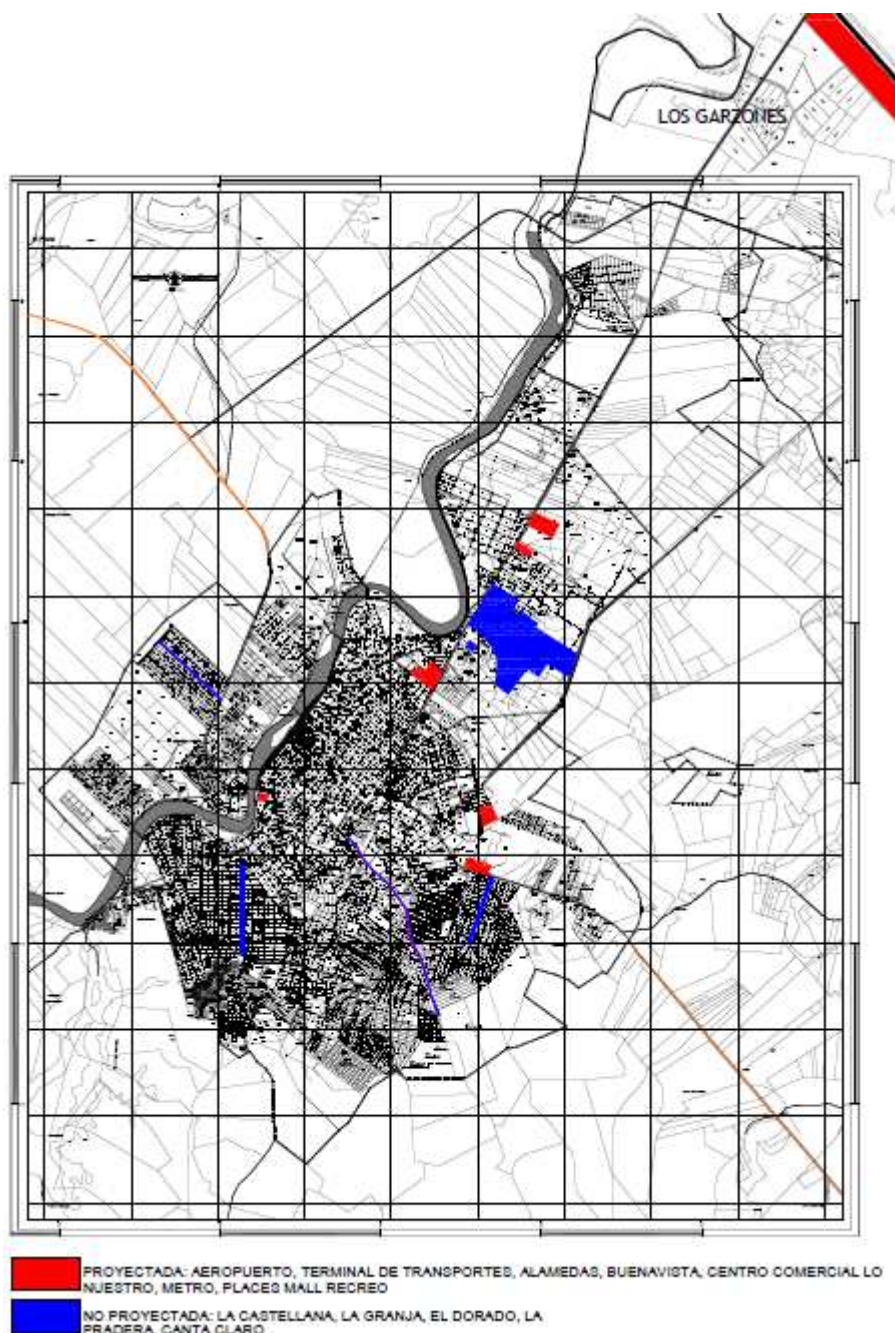 LOS GARZONES
PROYECTADA: AEROPUERTO, TERMINAL DE TRANSPORTES, ALAMEDAS, BUENAVISTA, CENTRO COMERCIAL LO
NUESTRO, METRO, PLACES MALL RECREO
NO PROYECTADA: LA CASTELLANA, LA GRANJA, EL DORADO, LA
PRADERA, CANTA CLARO